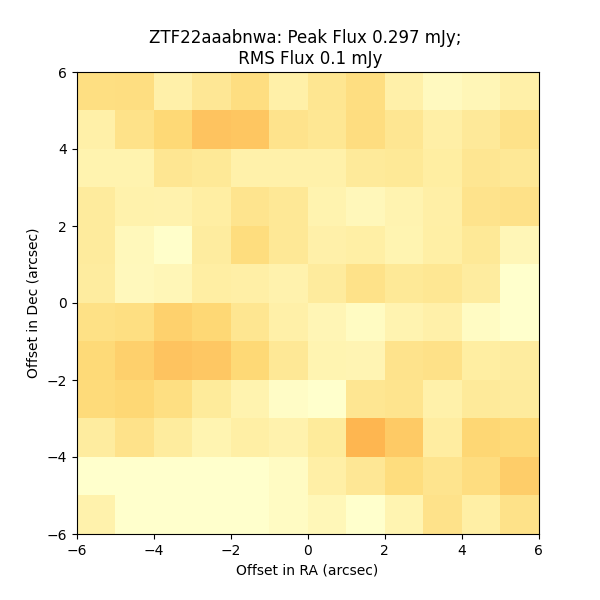 ZTF22aaabnwa: Peak Flux 0.297 mJy;
RMS Flux 0.1 mJy
6
4
2
0
−2
−4
−6
Offset in Dec (arcsec)
−6 −4 −2 0 2 4 6
Offset in RA (arcsec)